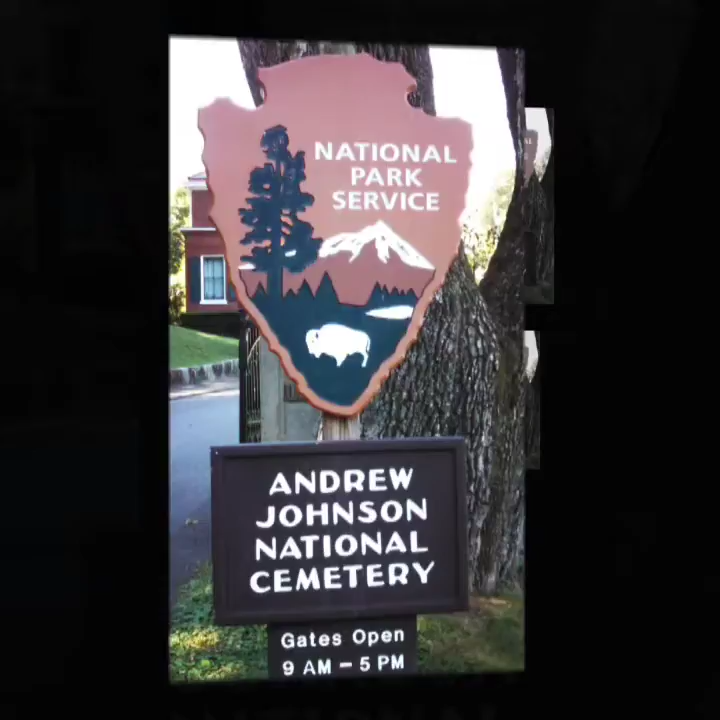 NATIONAL
PARK
SERVICE
ANDREW
JOHNSON
NATIONAL
CEMETERY
Gates Open
9 AM – 5 PM